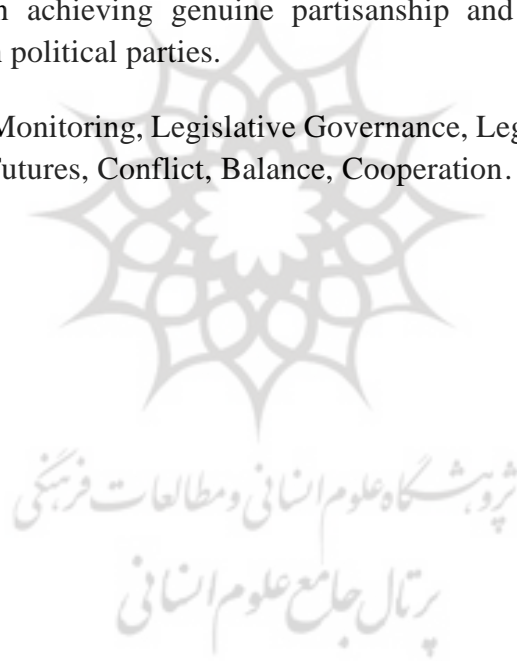 achieving genuine partisanship and
political parties.
Monitoring, Legislative Governance, Leg
Futures, Conflict, Balance, Cooperation.
پژوهشگاه علوم انسانی و مطالعات فرهنگی
پرتال جامع علوم انسانی